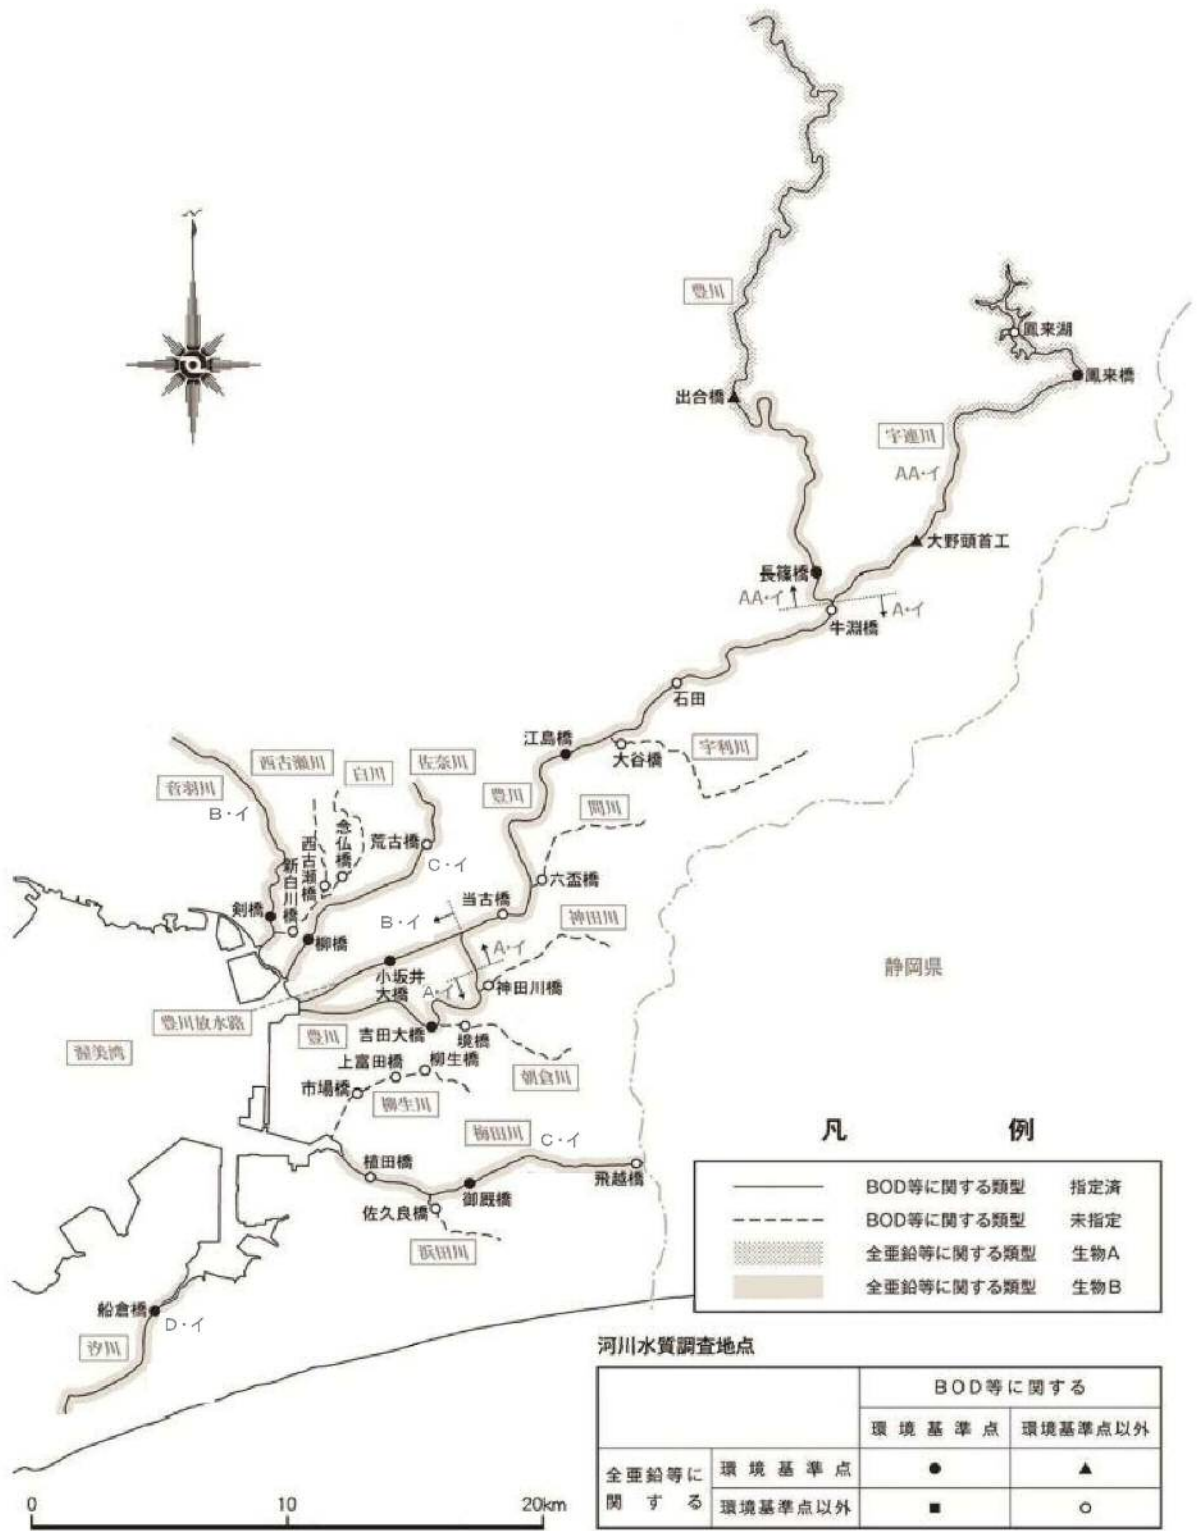 豊川
鳳来湖
鳳来橋
出合橋
宇連川
AA・イ
大野頭首工
長篠橋
AA・イ
A・イ
牛淵橋
石田
江島橋
大谷橋
宇利川
音羽川
B・イ
西古瀬川
白川
佐奈川
豊川
間川
念仏橋
西古瀬橋
新白川橋
荒古橋
C・イ
剣橋
柳橋
当古橋
六盃橋
B・イ
神田川
A・イ
小坂井
大橋
A・イ
神田川橋
静岡県
豊川放水路
豊川
吉田大橋
境橋
渥美湾
上富田橋
柳生橋
朝倉川
市場橋
柳生川
梅田川
C・イ
植田橋
飛越橋
御厩橋
佐久良橋
浜田川
船倉橋
D・イ
汐川
凡 例
BOD等に関する類型 指定済
BOD等に関する類型 未指定
全亜鉛等に関する類型 生物A
全亜鉛等に関する類型 生物B
河川水質調査地点
BOD等に関する
環境基準点 環境基準点以外
全亜鉛等に
関する
環境基準点 ● ▲
環境基準点以外 ■ ○
0 10 20km